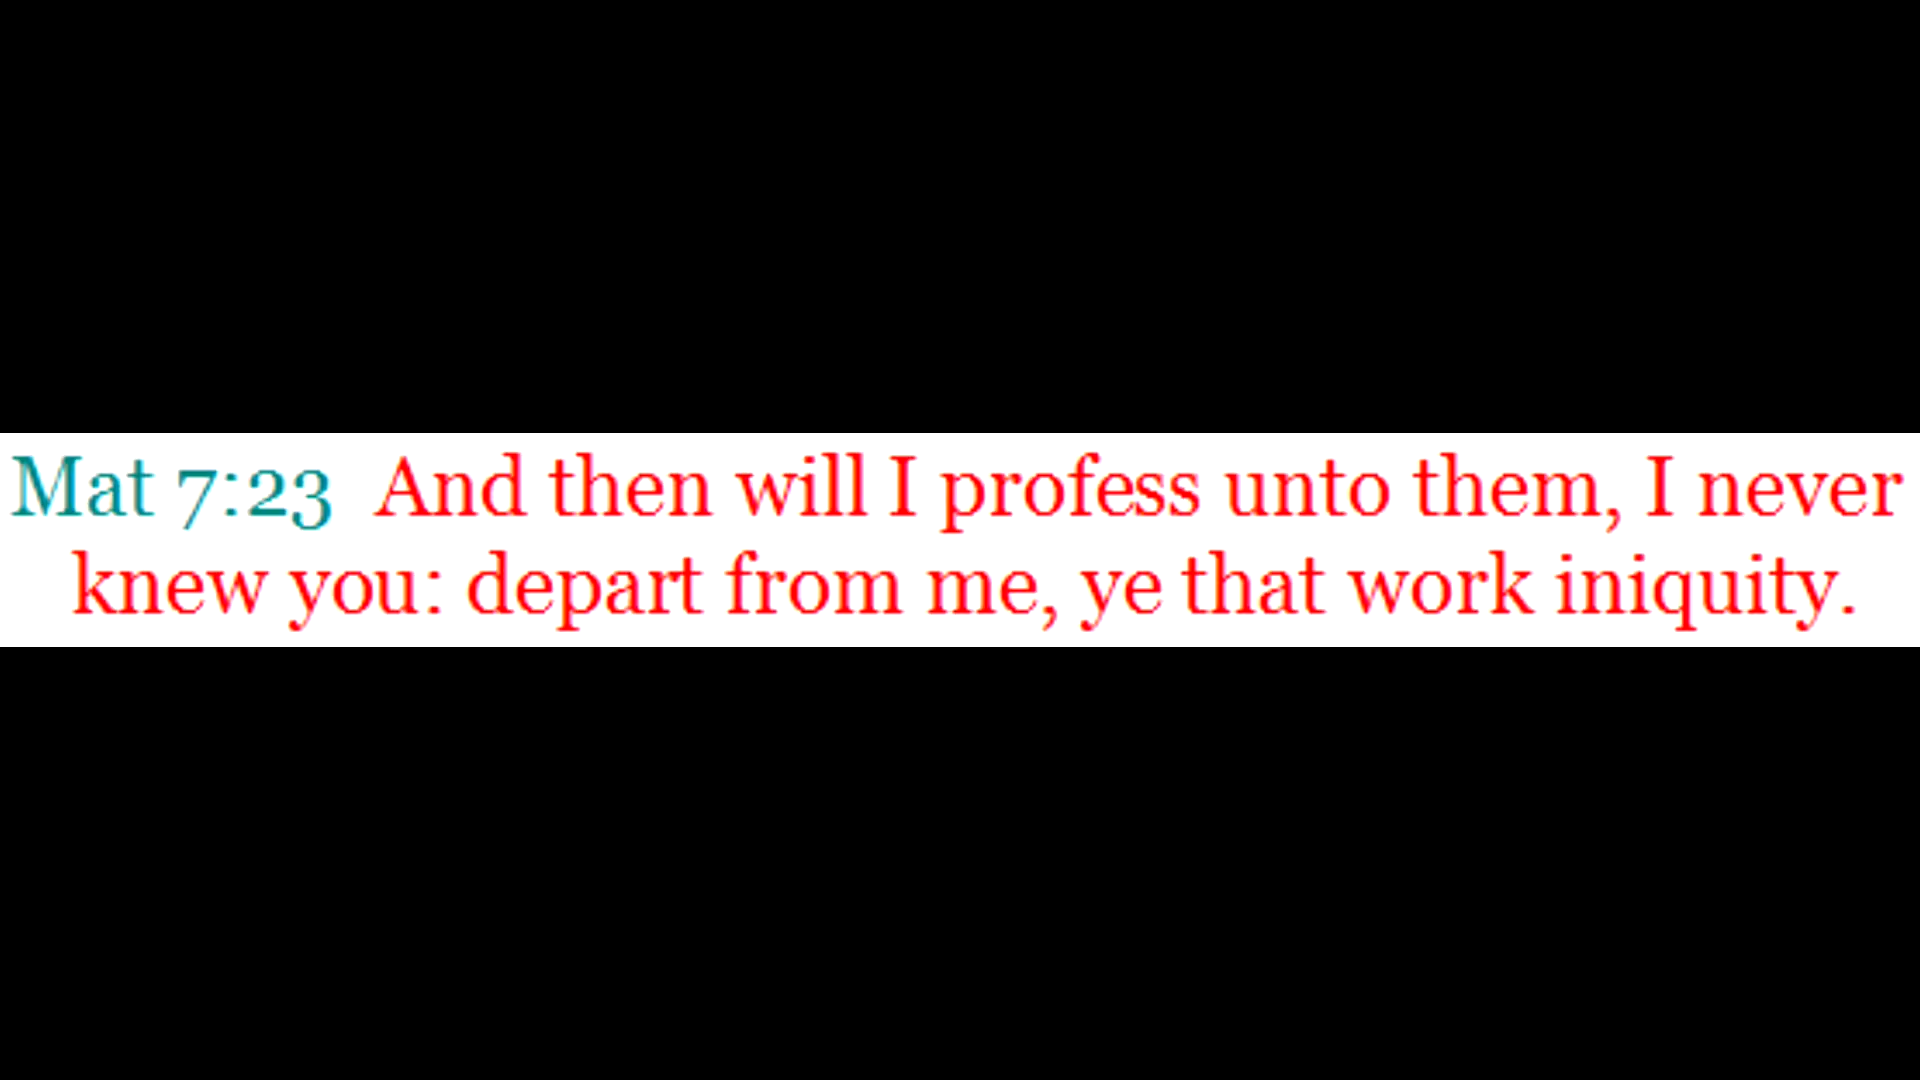 Mat 7:23 And then will I profess unto them, I never
knew you: depart from me, ye that work iniquity.